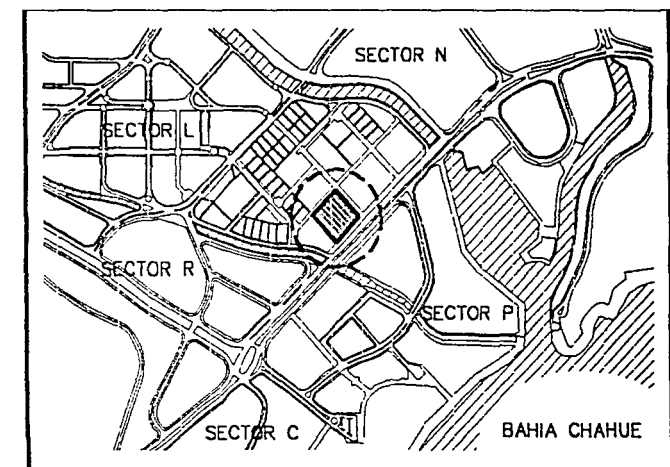 SECTOR N
SECTOR L
SECTOR R
SECTOR P
SECTOR C
BAHIA CHAHUE